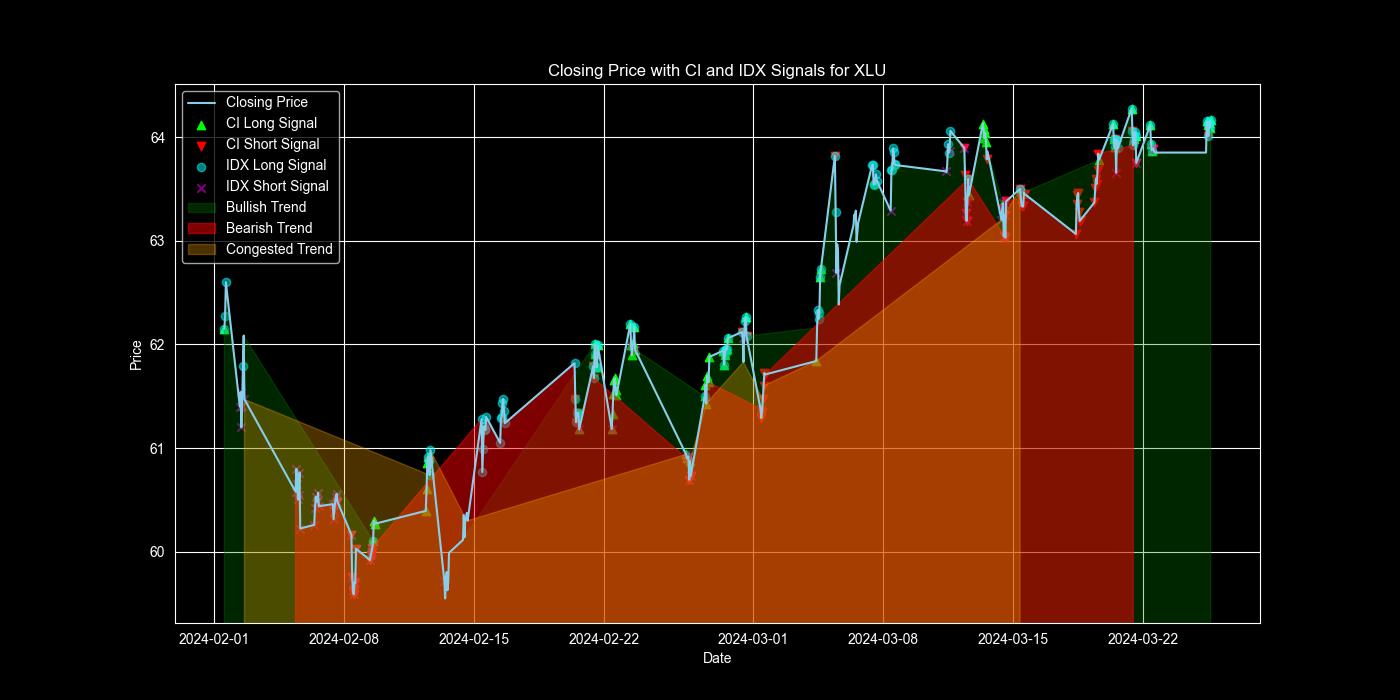 Closing Price with CI and IDX Signals for XLU
Closing Price
CI Long Signal
CI Short Signal
IDX Long Signal
IDX Short Signal
Bullish Trend
Bearish Trend
Congested Trend
64
63
62
61
60
Price
2024-02-01
2024-02-08
2024-02-15
2024-02-22
2024-03-01
2024-03-08
2024-03-15
2024-03-22
Date